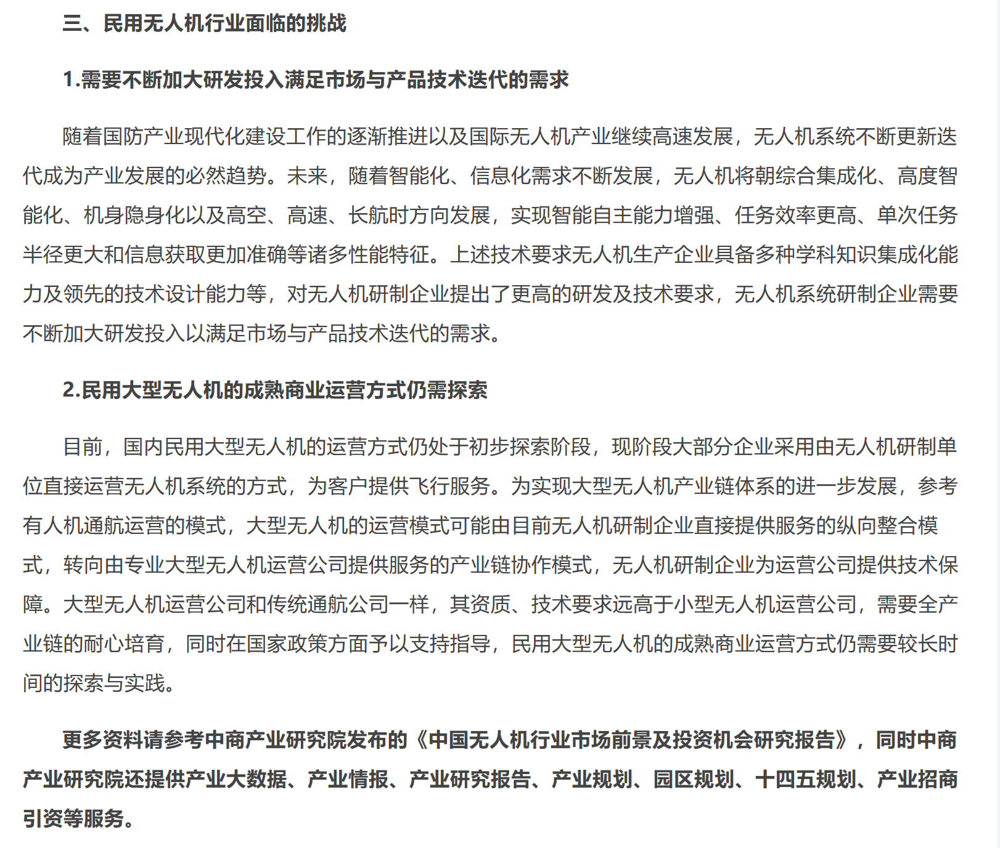 三、民用无人机行业面临的挑战
1.需要不断加大研发投入满足市场与产品技术迭代的需求
随着国防产业现代化建设工作的逐渐推进以及国际无人机产业继续高速发展，无人机系统不断更新迭
代成为产业发展的必然趋势。未来，随着智能化、信息化需求不断发展，无人机将朝综合集成化、高度智
能化、机身隐身化以及高空、高速、长航时方向发展，实现智能自主能力增强、任务效率更高、单次任务
半径更大和信息获取更加准确等诸多性能特征。上述技术要求无人机生产企业具备多种学科知识集成化能
力及领先的技术设计能力等，对无人机研制企业提出了更高的研发及技术要求，无人机系统研制企业需要
不断加大研发投入以满足市场与产品技术迭代的需求。
2.民用大型无人机的成熟商业运营方式仍需探索
目前，国内民用大型无人机的运营方式仍处于初步探索阶段，现阶段大部分企业采用由无人机研制单
位直接运营无人机系统的方式，为客户提供飞行服务。为实现大型无人机产业链体系的进一步发展，参考
有人机通航运营的模式，大型无人机的运营模式可能由目前无人机研制企业直接提供服务的纵向整合模
式，转向由专业大型无人机运营公司提供服务的产业链协作模式，无人机研制企业为运营公司提供技术保
障。大型无人机运营公司和传统通航公司一样，其资质、技术要求远高于小型无人机运营公司，需要全产
业链的耐心培育，同时在国家政策方面予以支持指导，民用大型无人机的成熟商业运营方式仍需要较长时
间的探索与实践。
更多资料请参考中商产业研究院发布的《中国无人机行业市场前景及投资机会研究报告》，同时中商
产业研究院还提供产业大数据、产业情报、产业研究报告、产业规划、园区规划、十四五规划、产业招商
引资等服务。